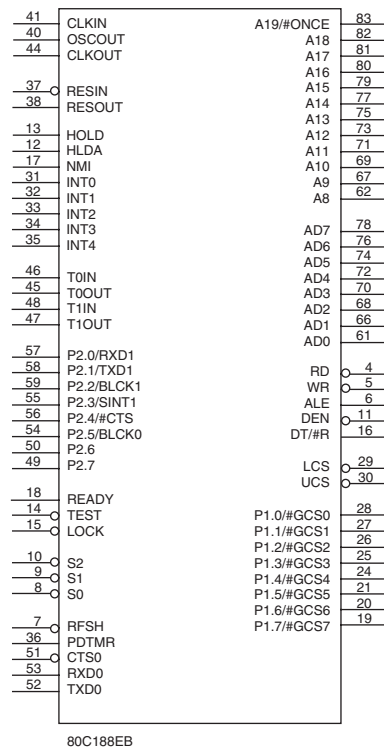 41 CLKIN
40 OSCOUT
44 CLKOUT
37 RESIN
38 RESOUT
13 HOLD
12 HLDA
17 NMI
31 INT0
32 INT1
33 INT2
34 INT3
35 INT4
46 T0IN
45 T0OUT
48 T1IN
47 T1OUT
57 P2.0/RXD1
58 P2.1/TXD1
59 P2.2/BLCK1
55 P2.3/SINT1
56 P2.4/#CTS
54 P2.5/BLCK0
50 P2.6
49 P2.7
18 READY
14 TEST
15 LOCK
10 S2
9 S1
8 S0
7 RFSH
36 PDTMR
51 CTS0
53 RXD0
52 TXD0
A19/#ONCE 83
A18 82
A17 81
A16 80
A15 79
A14 77
A13 75
A12 73
A11 71
A10 69
A9 67
A8 62
AD7 78
AD6 76
AD5 74
AD4 72
AD3 70
AD2 68
AD1 66
AD0 61
RD 4
WR 5
ALE 6
DEN 11
DT/#R 16
LCS 29
UCS 30
P1.0/#GCS0 28
P1.1/#GCS1 27
P1.2/#GCS2 26
P1.3/#GCS3 25
P1.4/#GCS4 24
P1.5/#GCS5 21
P1.6/#GCS6 20
P1.7/#GCS7 19
80C188EB